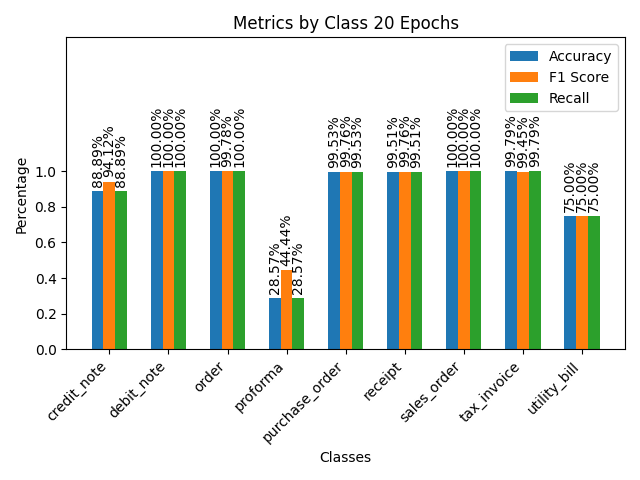 Metrics by Class 20 Epochs
Accuracy
F1 Score
Recall
Percentage
1.0
0.8
0.6
0.4
0.2
0.0
88.89%
94.12%
88.89%
100.00%
100.00%
100.00%
100.00%
99.78%
100.00%
28.57%
44.44%
28.57%
99.53%
99.76%
99.53%
99.51%
99.76%
99.51%
100.00%
100.00%
100.00%
99.79%
99.45%
99.79%
75.00%
75.00%
75.00%
credit_note
debit_note
order
proforma
purchase_order
receipt
sales_order
tax_invoice
utility_bill
Classes